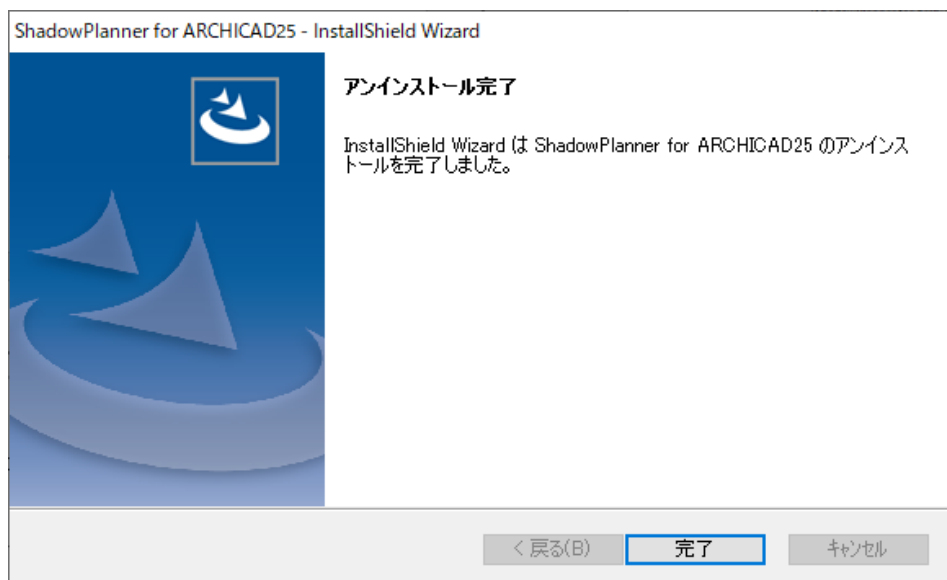 ShadowPlanner for ARCHICAD25 - InstallShield Wizard
アンインストール完了
InstallShield Wizard は ShadowPlanner for ARCHICAD25 のアンインス
トールを完了しました。
< 戻る(B)
完了
キャンセル